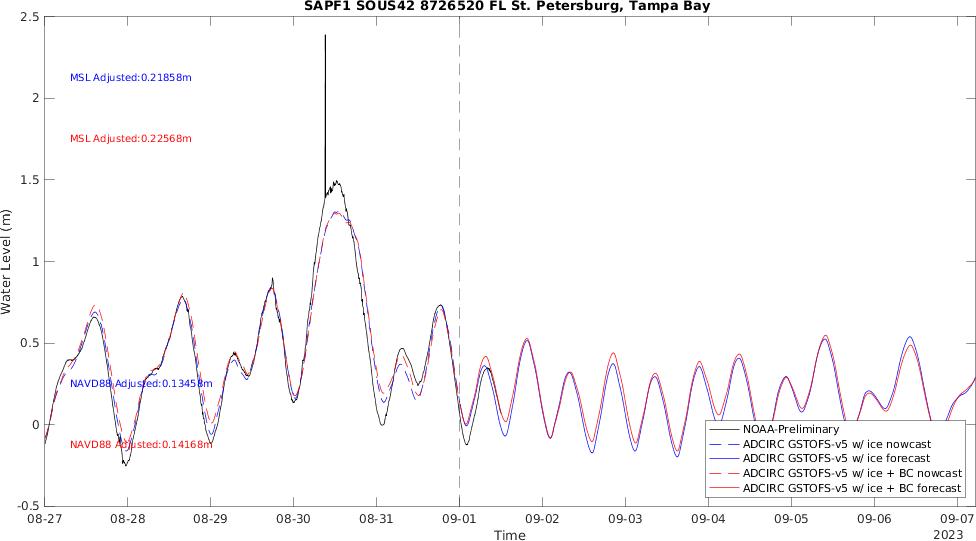 SAPF1 SOUS42 8726520 FL St. Petersburg, Tampa Bay
2.5
2
1.5
1
0.5
0
-0.5
Water Level (m)
MSL Adjusted:0.21858m
MSL Adjusted:0.22568m
NAVD88 Adjusted:0.13458m
NAVD88 Adjusted:0.14168m
NOAA-Preliminary
ADCIRC GSTOFS-v5 w/ ice nowcast
ADCIRC GSTOFS-v5 w/ ice forecast
ADCIRC GSTOFS-v5 w/ ice + BC nowcast
ADCIRC GSTOFS-v5 w/ ice + BC forecast
08-27 08-28 08-29 08-30 08-31 09-01 09-02 09-03 09-04 09-05 09-06 09-07
Time
2023